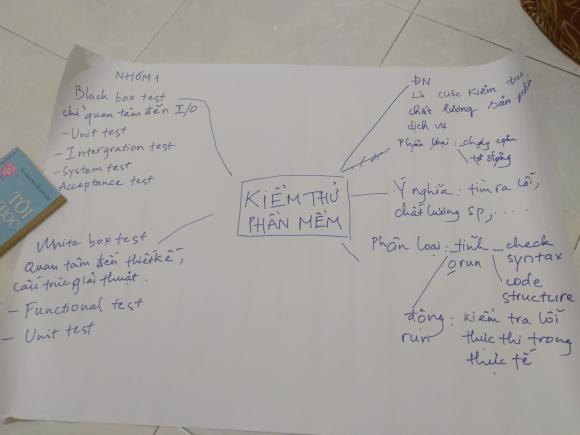 NHÓM 1
Black box test
chỉ quan tâm đến I/O
- Unit test
- Intergration test
- System test
Acceptance test
White box test
Quan tâm đến thiết kế,
cấu trúc giải thuật.
- Functional test
- Unit test
KIỂM THỬ
PHẦN MỀM
ĐN
Là cuộc kiểm tra
chất lượng sản phẩm
dịch vụ
Phân loại: chạy
tự động
Ý nghĩa: tìm ra lỗi,
chất lượng sp, ....
Phân loại: tĩnh - check
syntax
0 run
code
structure
động: kiểm tra lỗi
run
thực thi trong
thực tế
TÔI